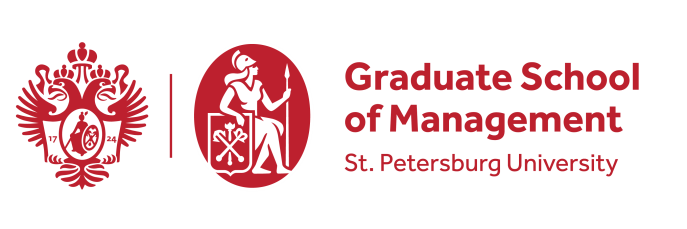 17 24
Graduate School
of Management
St. Petersburg University